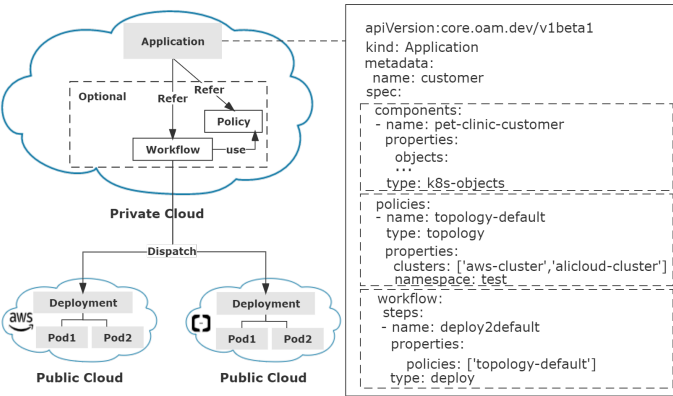 Application
Optional
Refer
Refer
Policy
Workflow
use
Private Cloud
Dispatch
aws
Deployment
Pod1
Pod2
Public Cloud
Deployment
Pod1
Pod2
Public Cloud
apiVersion:core.oam.dev/v1beta1
kind: Application
metadata:
name: customer
spec:
components:
- name: pet-clinic-customer
properties:
objects:
...
type: k8s-objects
policies:
- name: topology-default
type: topology
properties:
clusters: ['aws-cluster','alicloud-cluster']
namespace: test
workflow:
steps:
- name: deploy2default
properties:
policies: ['topology-default']
type: deploy